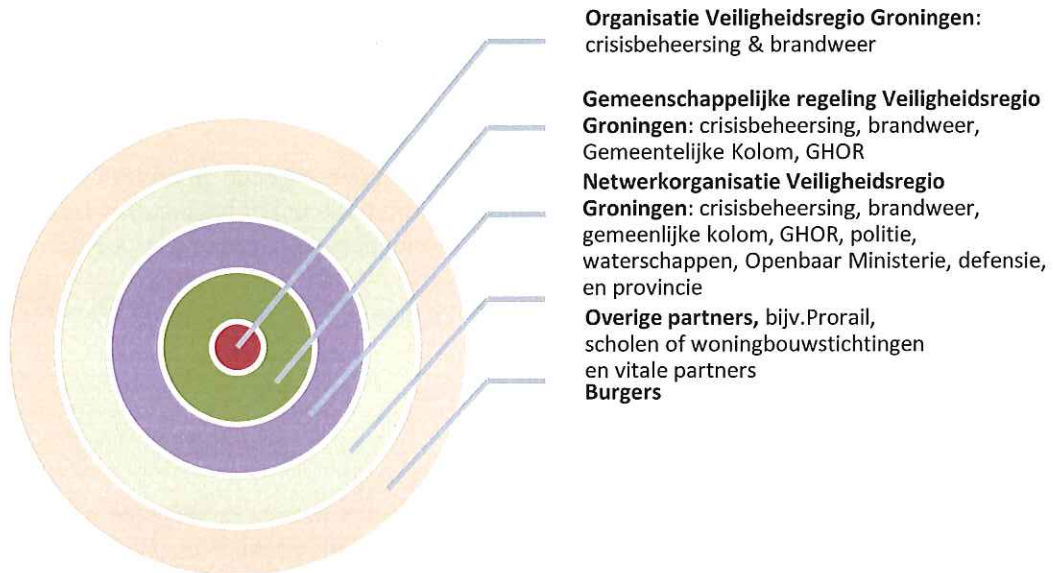 Organisatie Veiligheidsregio Groningen:
crisisbeheersing & brandweer
Gemeenschappelijke regeling Veiligheidsregio
Groningen: crisisbeheersing, brandweer,
Gemeentelijke Kolom, GHOR
Netwerkorganisatie Veiligheidsregio
Groningen: crisisbeheersing, brandweer,
gemeenlijke kolom, GHOR, politie,
waterschappen, Openbaar Ministerie, defensie,
en provincie
Overige partners, bijv.Prorail,
scholen of woningbouwstichtingen
en vitale partners
Burgers